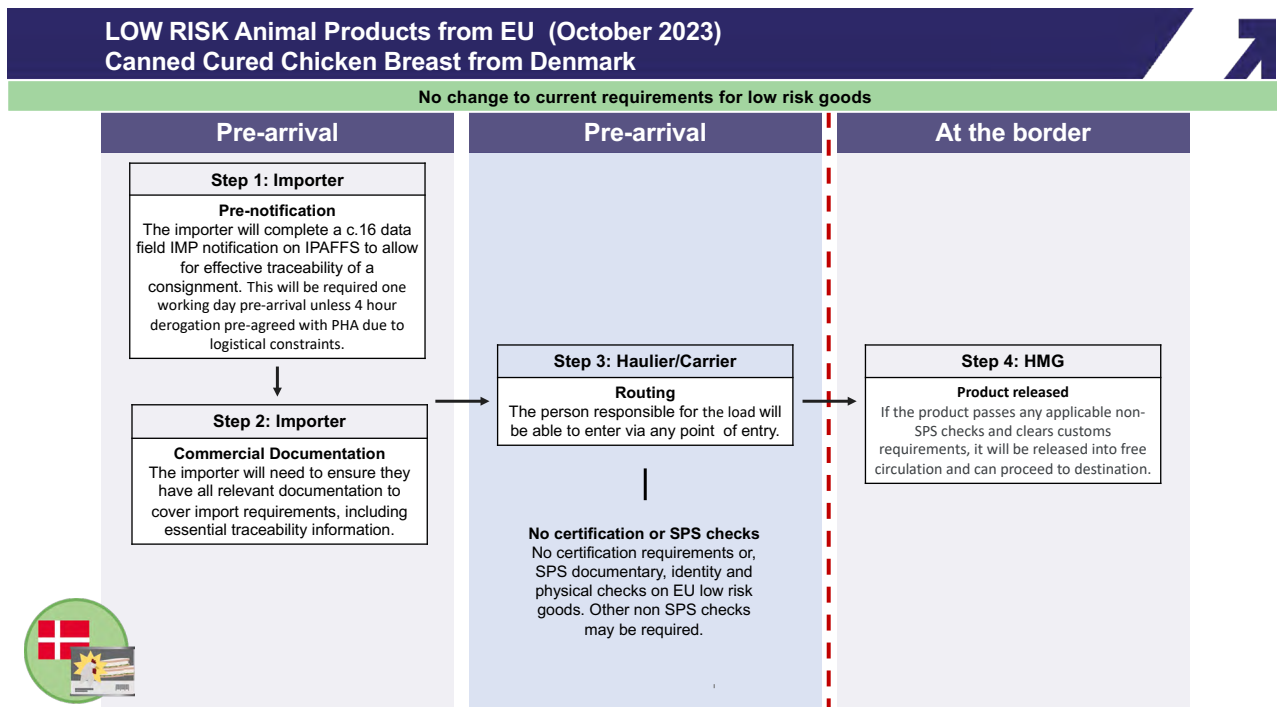 LOW RISK Animal Products from EU  (October 2023)
Canned Cured Chicken Breast from Denmark
No change to current requirements for low risk goods
Pre-arrival
Step 1: Importer
Pre-notification
The importer will complete a c.16 data
field IMP notification on IPAFFS to allow
for effective traceability of a
consignment. This will be required one
working day pre-arrival unless 4 hour
derogation pre-agreed with PHA due to
logistical constraints.
Step 2: Importer
Commercial Documentation
The importer will need to ensure they
have all relevant documentation to
cover import requirements, including
essential traceability information.
Pre-arrival
Step 3: Haulier/Carrier
Routing
The person responsible for the load will
be able to enter via any point  of entry.
No certification or SPS checks
No certification requirements or,
SPS documentary, identity and
physical checks on EU low risk
goods. Other non SPS checks
may be required.
At the border
Step 4: HMG
Product released
If the product passes any applicable non-
SPS checks and clears customs
requirements, it will be released into free
circulation and can proceed to destination.
1